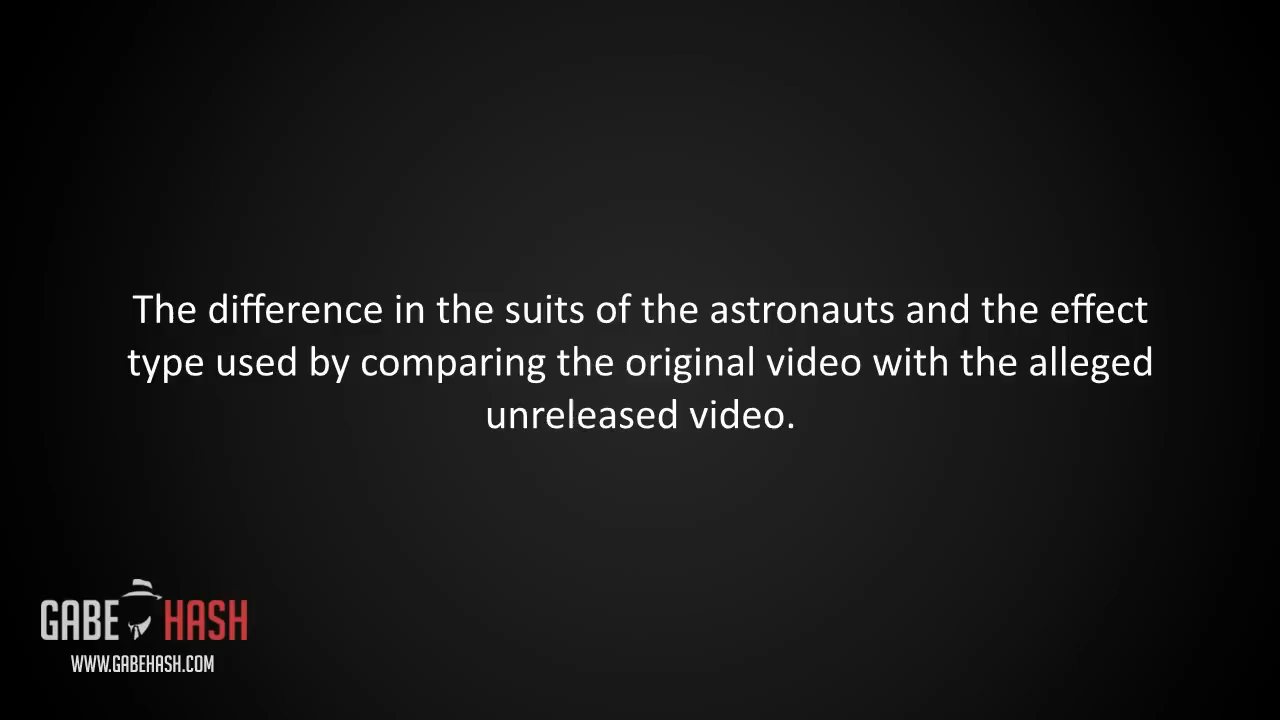 The difference in the suits of the astronauts and the effect
type used by comparing the original video with the alleged
unreleased video.
GABE HASH
WWW.GABEHASH.COM